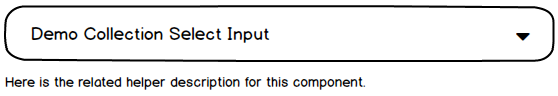 Demo Collection Select Input
Here is the related helper description for this component.